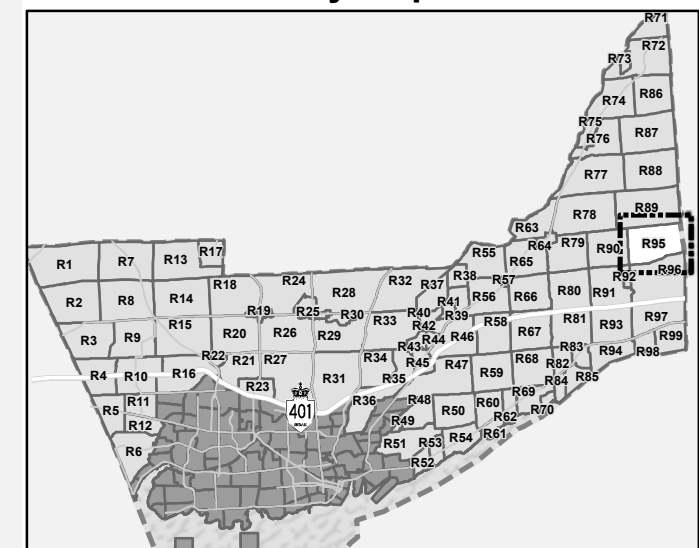 R71
R72
R73
R74 R86
R75
R76 R87
R77 R88
R78 R89
R63
R64 R79 R90 R95
R55 R65
R92 R96
R17
R1 R7 R13
R2 R8 R14 R18
R24 R28 R32 R37 R38 R57
R41 R56 R66 R80 R91
R19 R25 R30 R40 R39
R15 R33 R42 R58 R81 R93 R97
R3 R9 R20 R26 R29 R44 R46 R67
R43 R83 R94 R98 R99
R22 R21 R27 R34 R45 R47 R59 R68 R82
R4 R10 R16 R23 R31 R35 R84 R85
R36 R48 R69
R5 R11 401 R50 R60 R70
R12 R49 R62
R6 R51 R53 R54 R61
R52